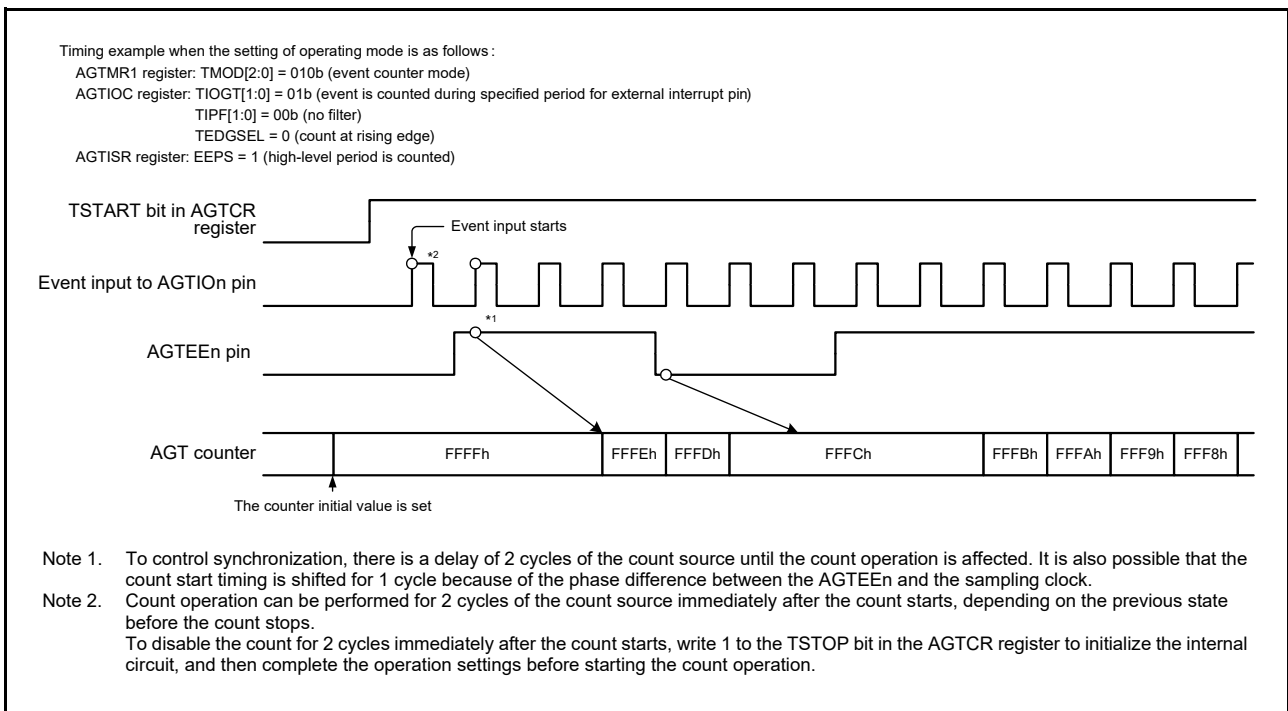 Timing example when the setting of operating mode is as follows :
AGTMR1 register: TMOD[2:0] = 010b (event counter mode)
AGTIOC register: TIOGT[1:0] = 01b (event is counted during specified period for external interrupt pin)
TIPF[1:0] = 00b (no filter)
TEDGSEL = 0 (count at rising edge)
AGTISR register: EEPS = 1 (high-level period is counted)
TSTART bit in AGTCR
register
Event input starts
*2
Event input to AGTIOn pin
*1
AGTEEn pin
AGT counter
FFFFh
FFFEh
FFFDh
FFFCh
FFFBh
FFFAh
FFF9h
FFF8h
The counter initial value is set
Note 1. To control synchronization, there is a delay of 2 cycles of the count source until the count operation is affected. It is also possible that the
count start timing is shifted for 1 cycle because of the phase difference between the AGTEEn and the sampling clock.
Note 2. Count operation can be performed for 2 cycles of the count source immediately after the count starts, depending on the previous state
before the count stops.
To disable the count for 2 cycles immediately after the count starts, write 1 to the TSTOP bit in the AGTCR register to initialize the internal
circuit, and then complete the operation settings before starting the count operation.